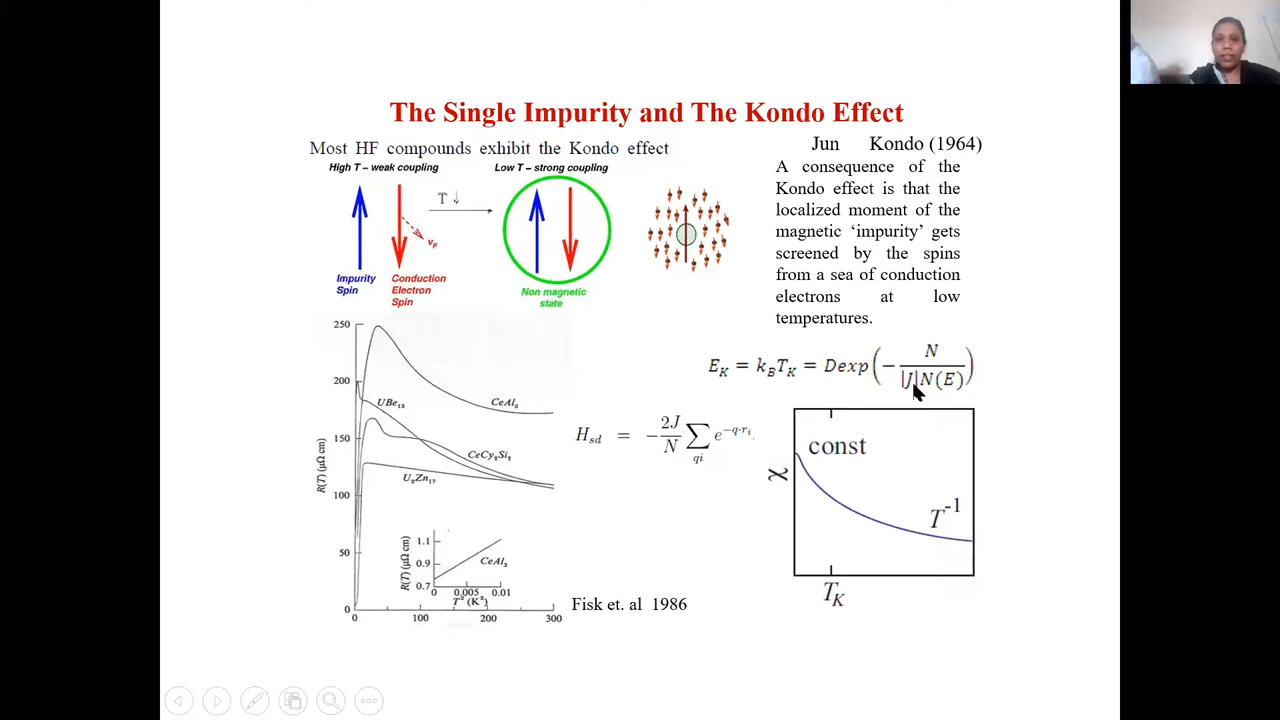 The Single Impurity and The Kondo Effect
Most HF compounds exhibit the Kondo effect
High T – weak coupling
Low T – strong coupling
T ↓
v_F
Impurity
Spin
Conduction
Electron
Spin
Non magnetic
state
Jun Kondo (1964)
A consequence of the
Kondo effect is that the
localized moment of the
magnetic ‘impurity’ gets
screened by the spins
from a sea of conduction
electrons at low
temperatures.
E_K = k_B T_K = Dexp(− N / |J|N(E))
H_sd = −2J/N ∑_qi e^−q·r_i
R(T) (μΩ cm)
250
200
150
100
50
0
0 100 200 300
CeAl₃
UBe₁₃
CeCy₂Si₂
U₂Zn₁₇
R(T) (μΩ cm)
1.1
0.9
0.7
0 0.005 0.01
T² (K²)
CeAl₃
Fisk et. al 1986
χ
const
T⁻¹
T_K